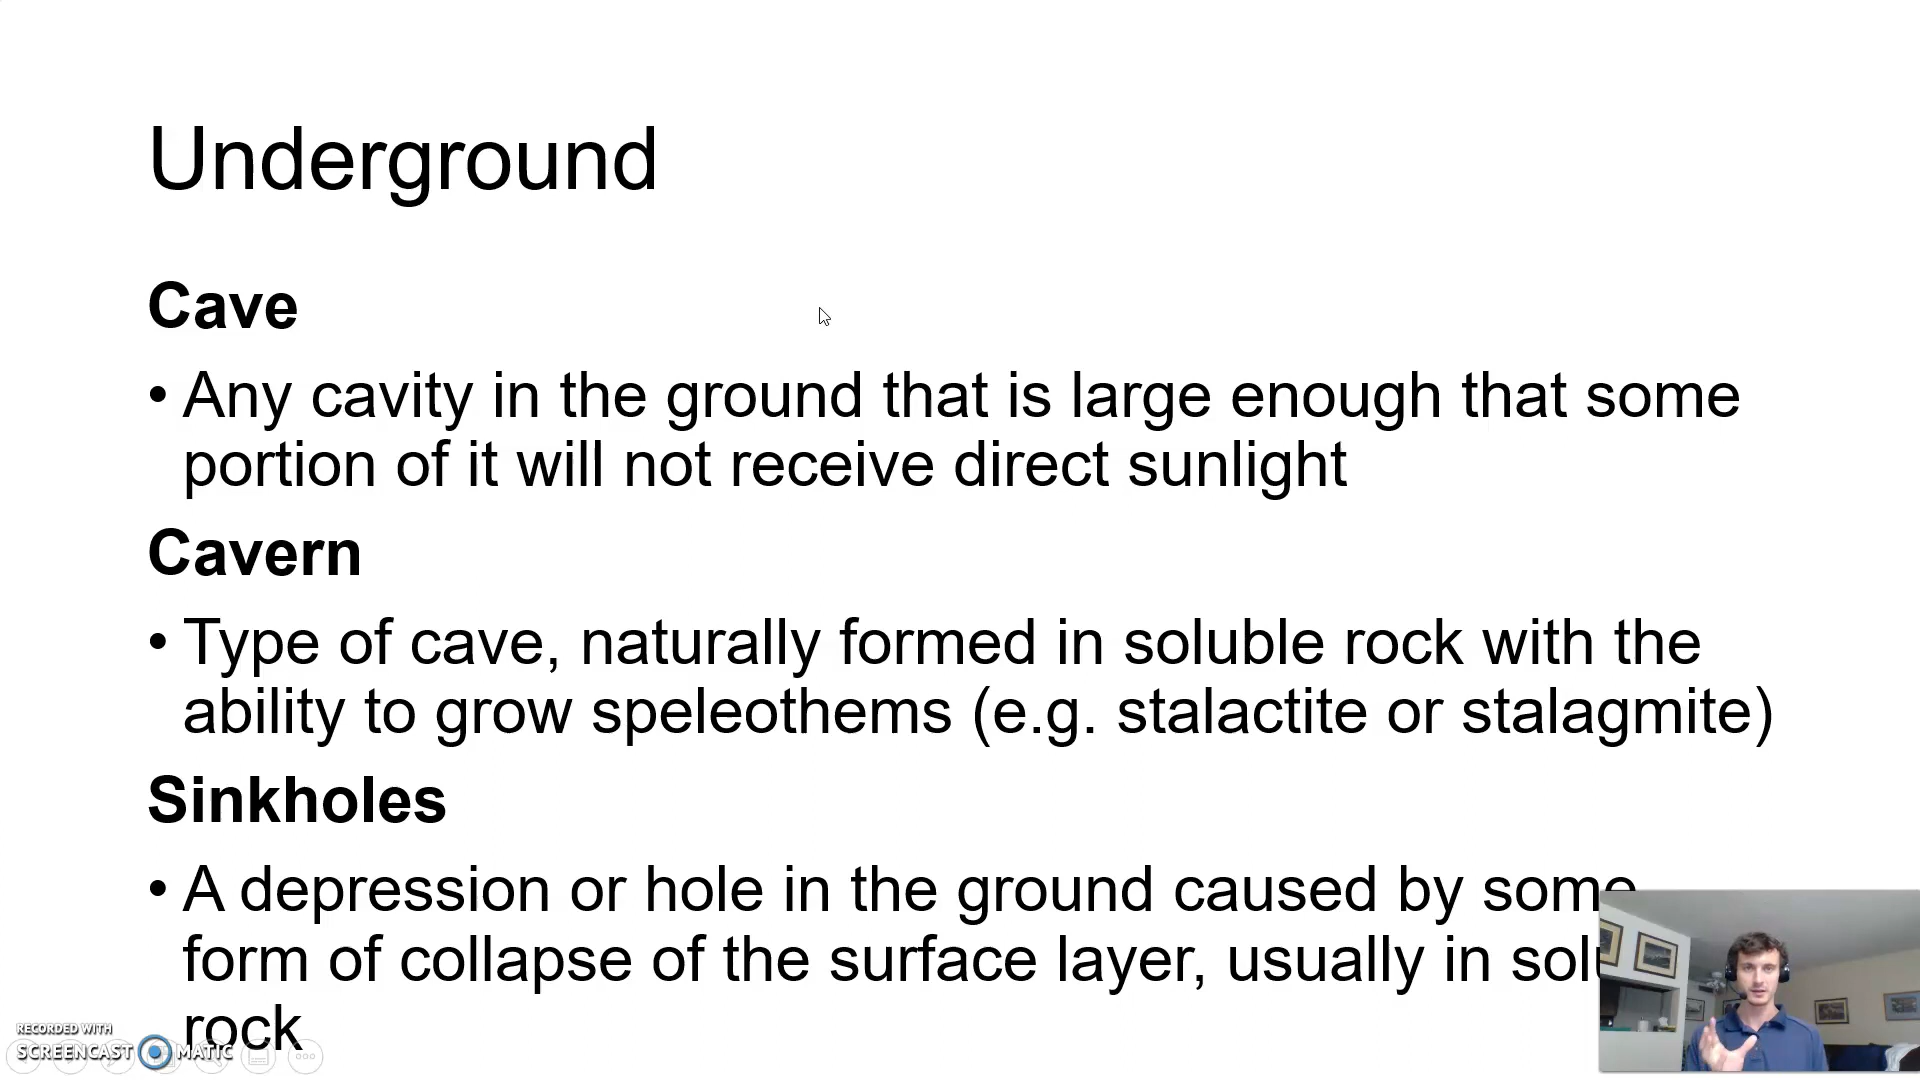 Underground
Cave
• Any cavity in the ground that is large enough that some
portion of it will not receive direct sunlight
Cavern
• Type of cave, naturally formed in soluble rock with the
ability to grow speleothems (e.g. stalactite or stalagmite)
Sinkholes
• A depression or hole in the ground caused by some
form of collapse of the surface layer, usually in sol
rock
RECORDED WITH
SCREENCAST MATIC